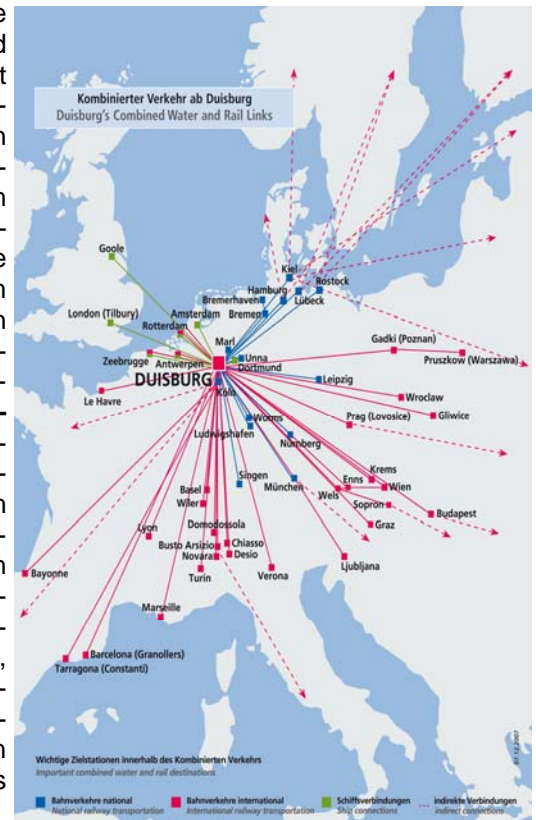 Kombinierter Verkehr ab Duisburg
Duisburg's Combined Water and Rail Links
Goole
Kiel
Rostock
Hamburg
Lübeck
Bremerhaven
Bremen
London (Tilbury)
Amsterdam
Rotterdam
Marl
Unna
Dortmund
Gadki (Poznan)
Pruszkow (Warszawa)
Zeebrugge
Antwerpen
DUISBURG
Köln
Leipzig
Le Havre
Wroclaw
Gliwice
Worms
Ludwigshafen
Prag (Lovosice)
Nürnberg
Singen
München
Krems
Enns
Wien
Wels
Sopron
Budapest
Graz
Basel
Wiler
Domodossola
Lyon
Busto Arsizio
Chiasso
Novara
Desio
Ljubljana
Bayonne
Turin
Verona
Marseille
Barcelona (Granollers)
Tarragona (Constanti)
07.12.2007
Wichtige Zielstationen innerhalb des Kombinierten Verkehrs
Important combined water and rail destinations
Bahnverkehre national
National railway transportation
Bahnverkehre international
International railway transportation
Schiffsverbindungen
Ship connections
indirekte Verbindungen
indirect connections